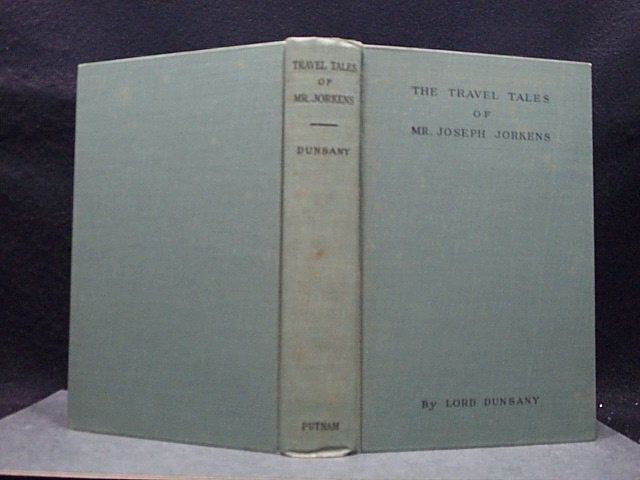 TRAVEL TALES
OF
MR. JORKENS
DUNSANY
PUTNAM
THE TRAVEL TALES
OF
MR. JOSEPH JORKENS
By LORD DUNSANY